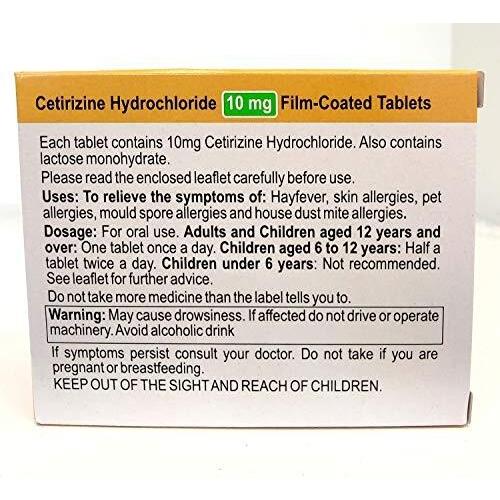 Cetirizine Hydrochloride 10 mg Film-Coated Tablets
Each tablet contains 10mg Cetirizine Hydrochloride. Also contains
lactose monohydrate.
Please read the enclosed leaflet carefully before use.
Uses: To relieve the symptoms of: Hayfever, skin allergies, pet
allergies, mould spore allergies and house dust mite allergies.
Dosage: For oral use. Adults and Children aged 12 years and
over: One tablet once a day. Children aged 6 to 12 years: Half a
tablet twice a day. Children under 6 years: Not recommended.
See leaflet for further advice.
Do not take more medicine than the label tells you to.
Warning: May cause drowsiness. If affected do not drive or operate
machinery. Avoid alcoholic drink
If symptoms persist consult your doctor. Do not take if you are
pregnant or breastfeeding.
KEEP OUT OF THE SIGHT AND REACH OF CHILDREN.